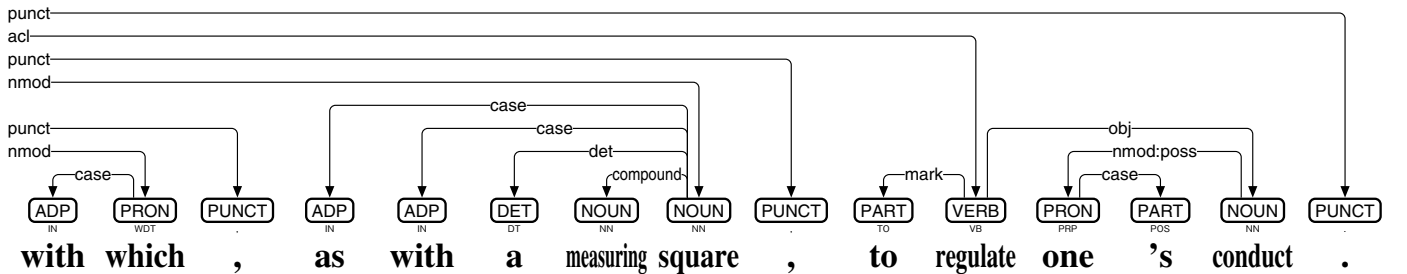 punct
acl
punct
nmod
case
punct case obj
nmod det nmod:poss
case compound mark case
ADP PRON PUNCT ADP ADP DET NOUN NOUN PUNCT PART VERB PRON PART NOUN PUNCT
IN WDT , IN IN DT NN NN , TO VB PRP POS NN .
with which , as with a measuring square , to regulate one 's conduct .